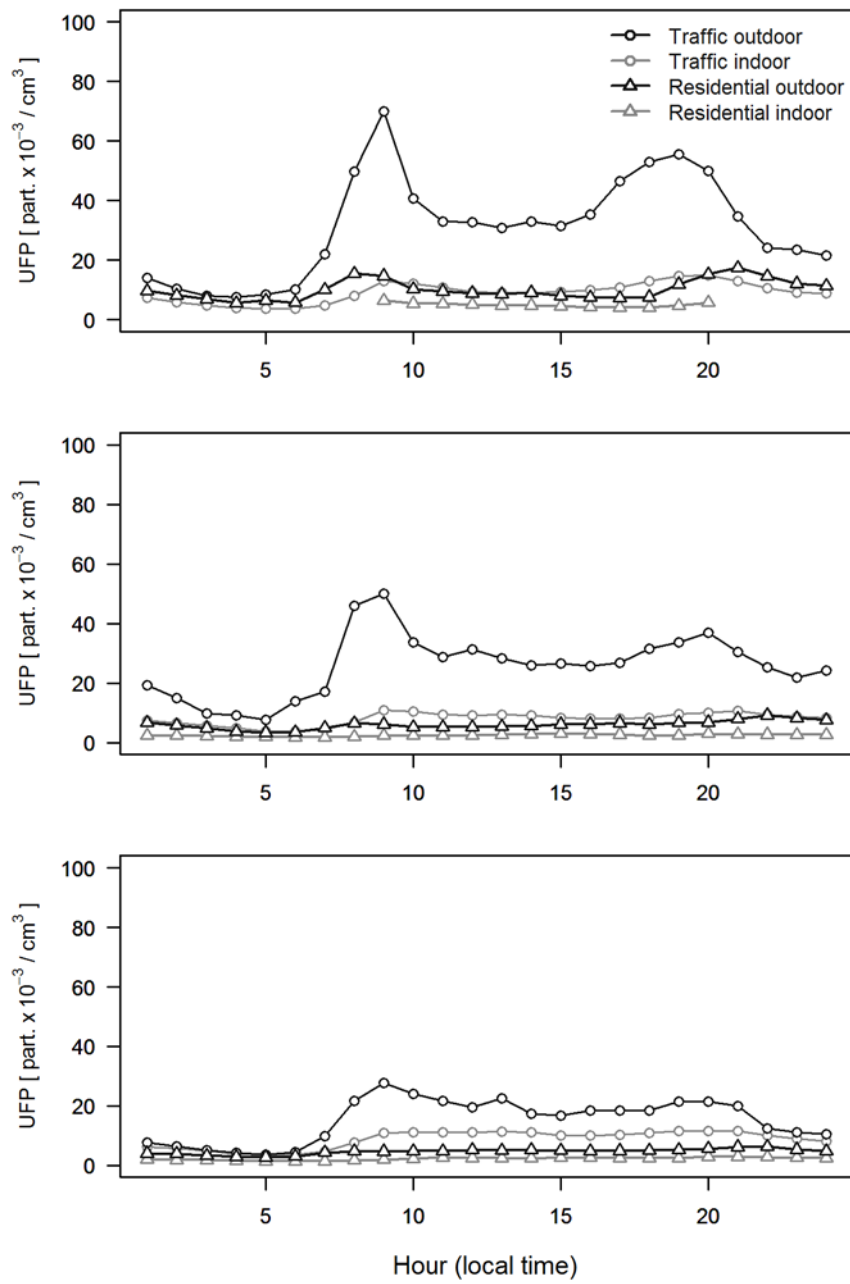 100
80
60
40
20
0
UFP [ part. x 10⁻³ / cm³ ]
Traffic outdoor
Traffic indoor
Residential outdoor
Residential indoor
5 10 15 20
100
80
60
40
20
0
UFP [ part. x 10⁻³ / cm³ ]
5 10 15 20
100
80
60
40
20
0
UFP [ part. x 10⁻³ / cm³ ]
5 10 15 20
Hour (local time)